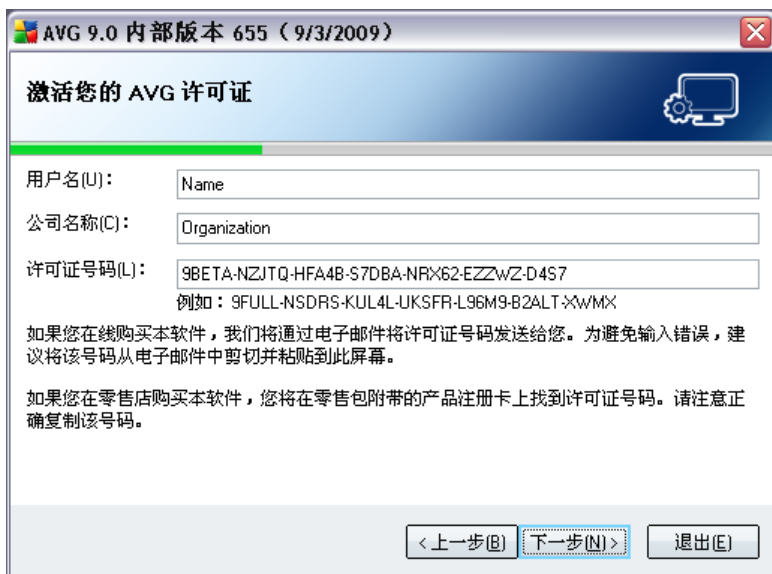 AVG 9.0 内部版本 655（9/3/2009）
激活您的 AVG 许可证
用户名(U)：
Name
公司名称(C)：
Organization
许可证号码(L)：
9BETA-NZJTQ-HFA4B-S7DBA-NRX62-EZZWZ-D4S7
例如：9FULL-NSDRS-KUL4L-UKSFR-L96M9-B2ALT-XWMX
如果您在线购买本软件，我们将通过电子邮件将许可证号码发送给您。为避免输入错误，建
议将该号码从电子邮件中剪切并粘贴到此屏幕。
如果您在零售店购买本软件，您将在零售包附带的产品注册卡上找到许可证号码。请注意正
确复制该号码。
<上一步(B)
下一步(N)>
退出(E)